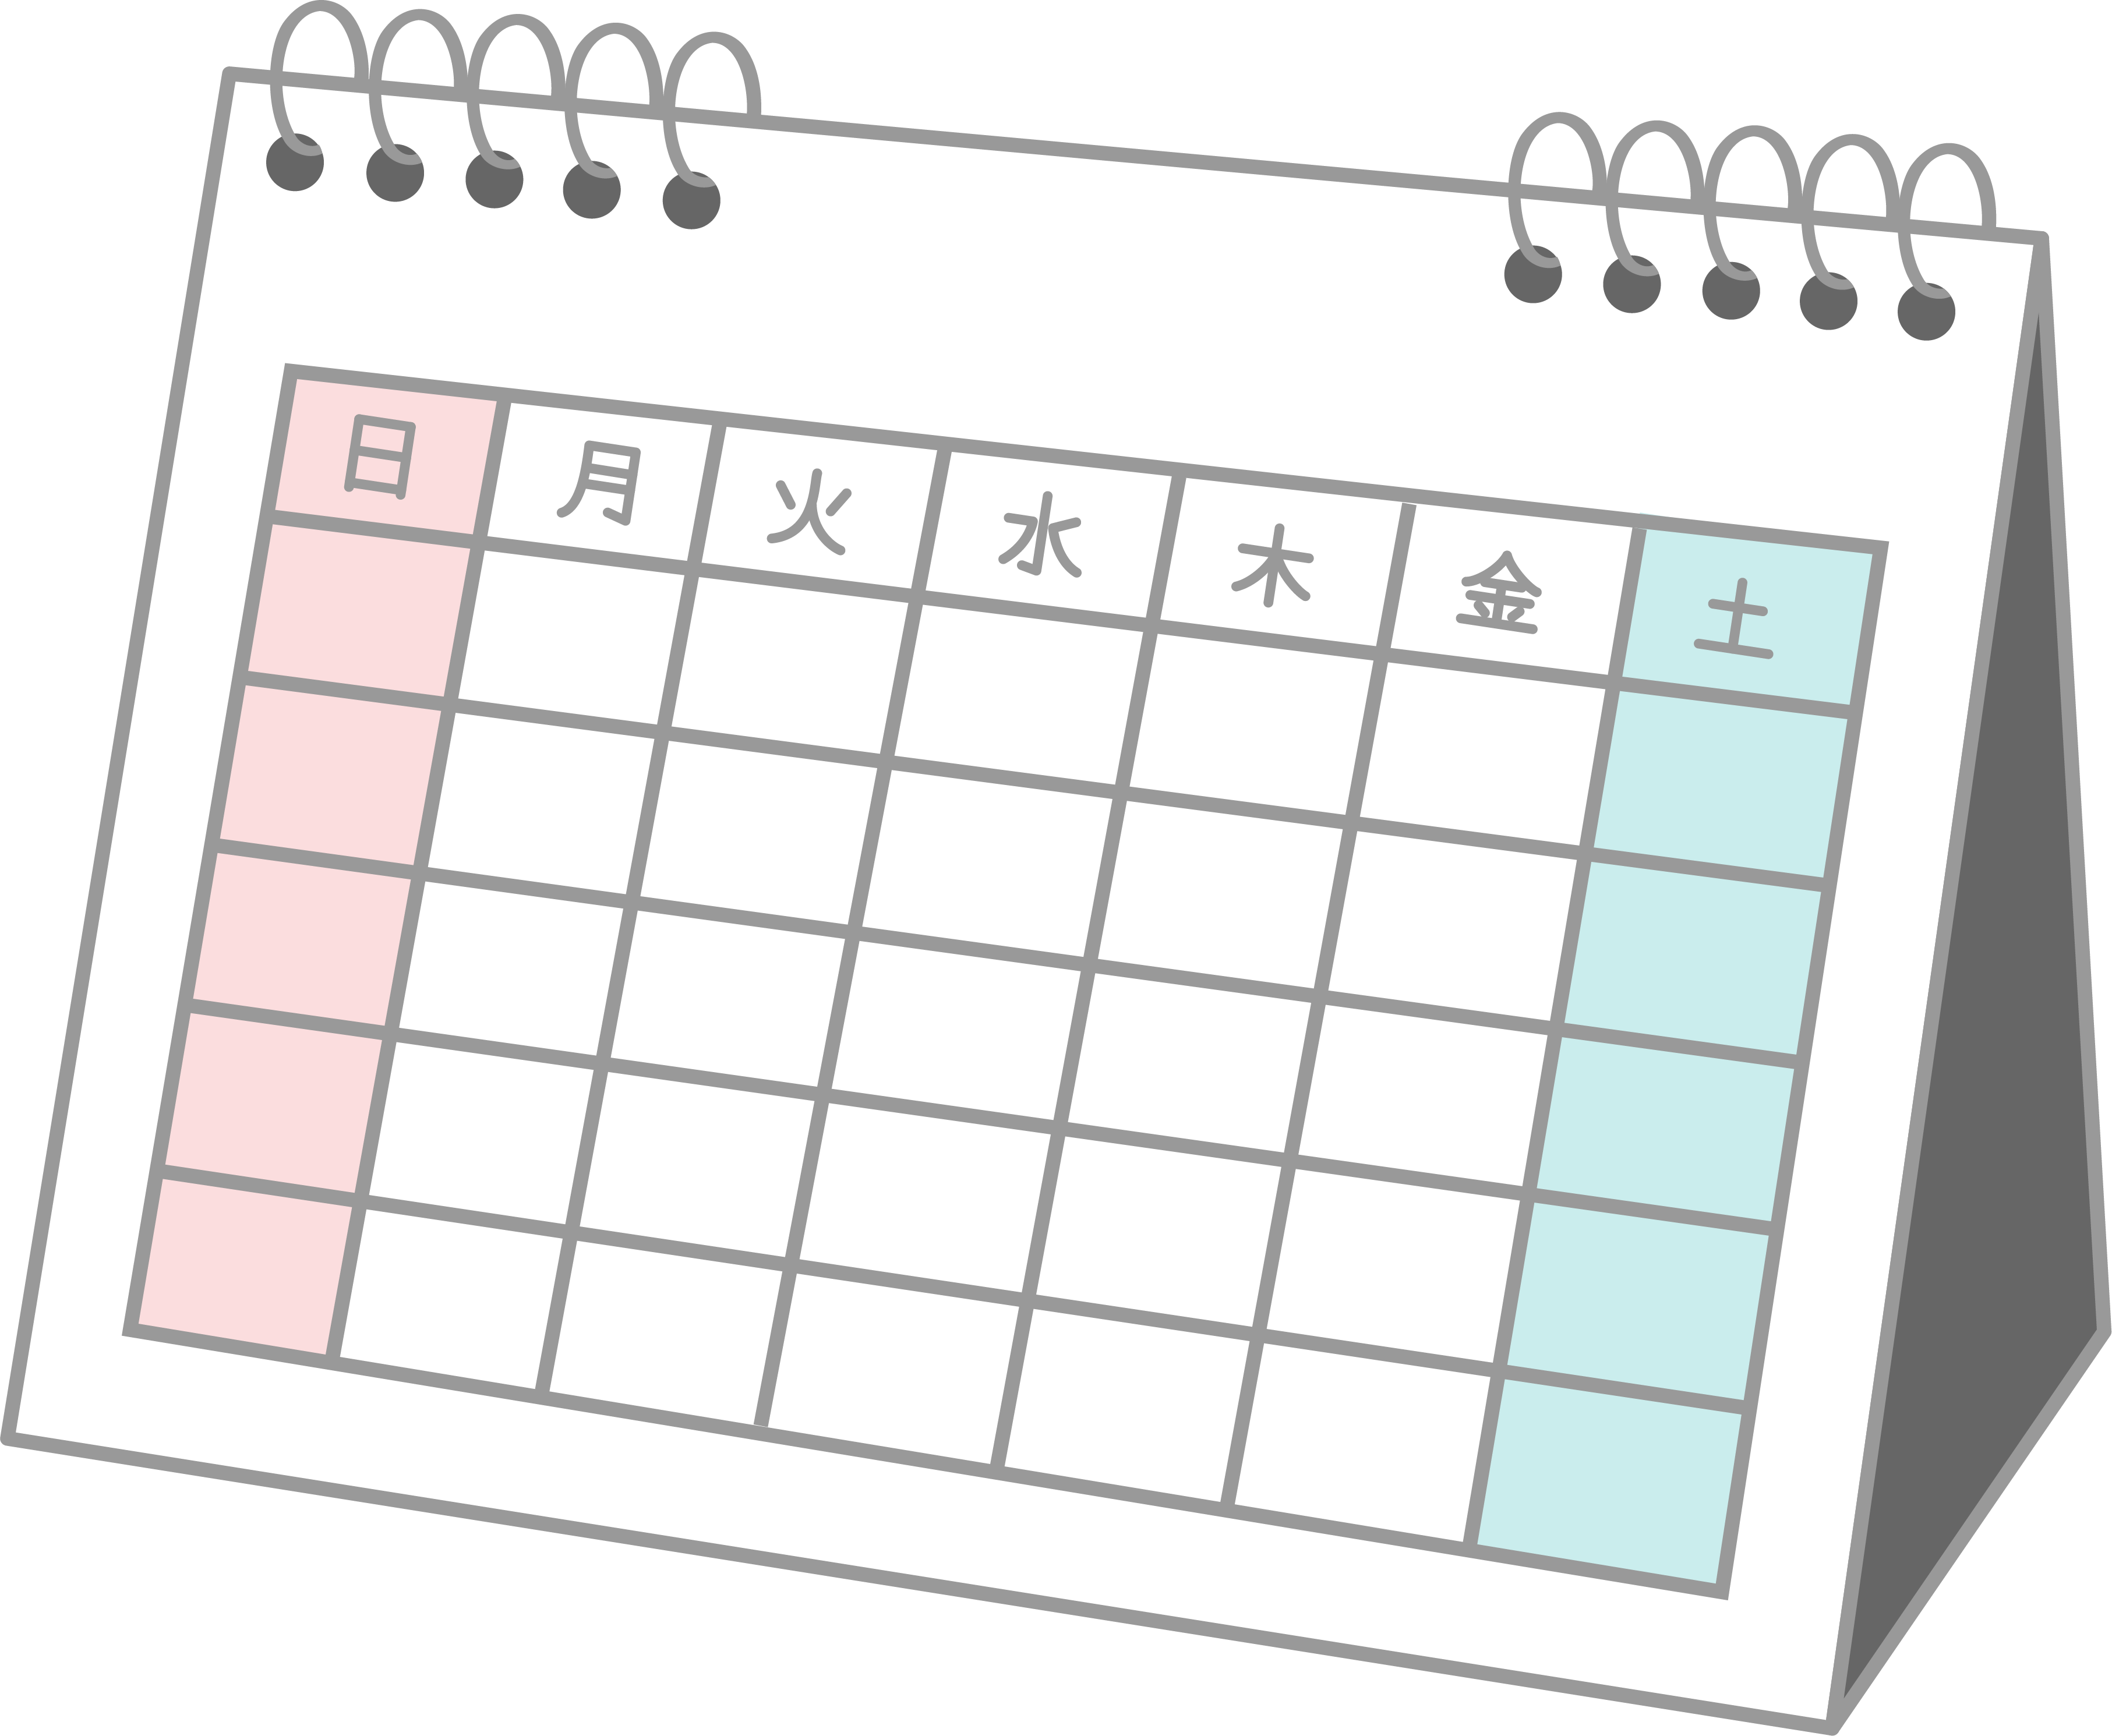 日 月 火 水 木 金 土